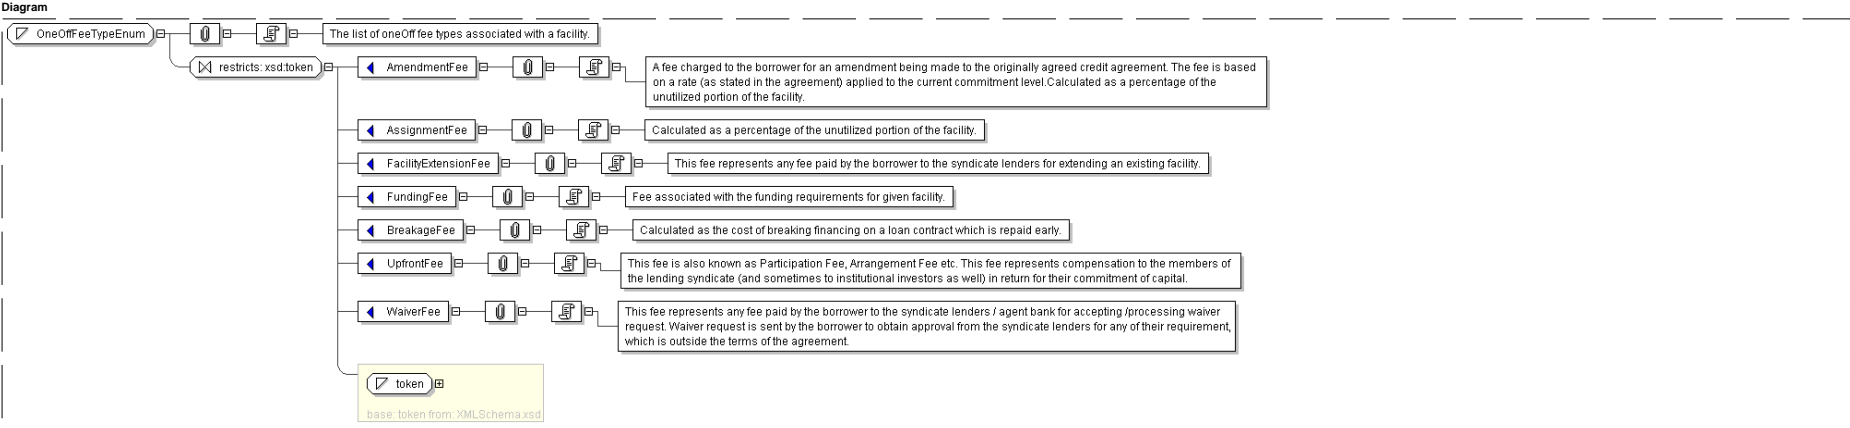 Diagram
OneOffFeeTypeEnum
The list of oneOff fee types associated with a facility.
restricts: xsd:token
AmendmentFee
A fee charged to the borrower for an amendment being made to the originally agreed credit agreement. The fee is based
on a rate (as stated in the agreement) applied to the current commitment level.Calculated as a percentage of the
unutilized portion of the facility.
AssignmentFee
Calculated as a percentage of the unutilized portion of the facility.
FacilityExtensionFee
This fee represents any fee paid by the borrower to the syndicate lenders for extending an existing facility.
FundingFee
Fee associated with the funding requirements for given facility.
BreakageFee
Calculated as the cost of breaking financing on a loan contract which is repaid early.
UpfrontFee
This fee is also known as Participation Fee, Arrangement Fee etc. This fee represents compensation to the members of
the lending syndicate (and sometimes to institutional investors as well) in return for their commitment of capital.
WaiverFee
This fee represents any fee paid by the borrower to the syndicate lenders / agent bank for accepting /processing waiver
request. Waiver request is sent by the borrower to obtain approval from the syndicate lenders for any of their requirement,
which is outside the terms of the agreement.
token
base: token from: XMLSchema.xsd